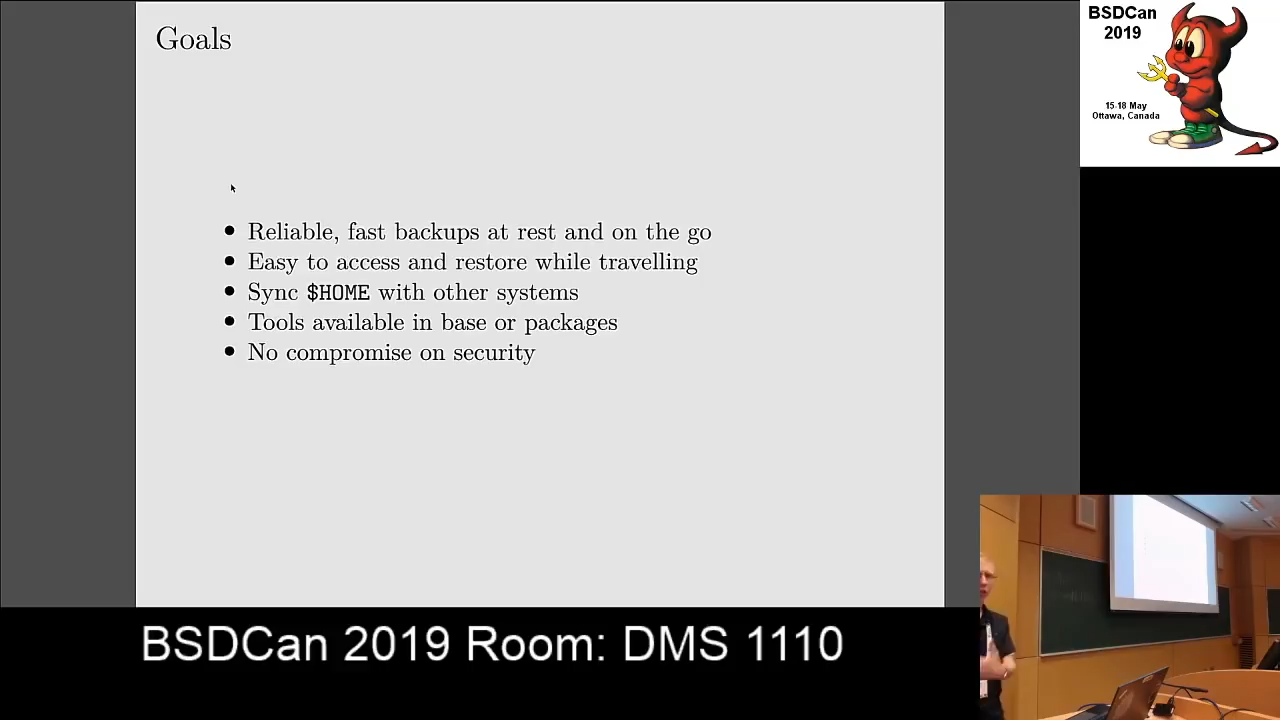 Goals
• Reliable, fast backups at rest and on the go
• Easy to access and restore while travelling
• Sync $HOME with other systems
• Tools available in base or packages
• No compromise on security
BSDCan
2019
15-18 May
Ottawa, Canada
BSDCan 2019 Room: DMS 1110